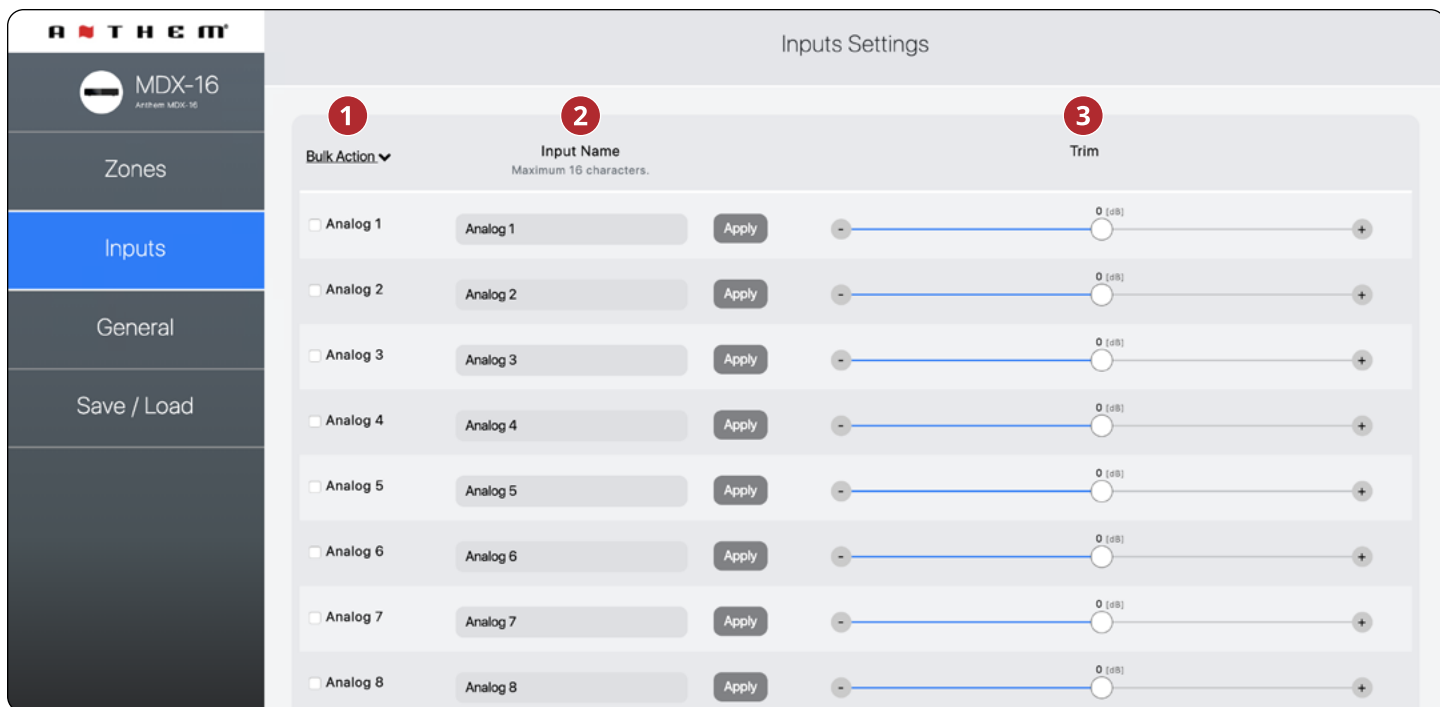 ANTHEM
MDX-16
Anthem MDX-16
Zones
Inputs
General
Save / Load
Inputs Settings
1 2 3
Bulk Action Input Name Trim
Maximum 16 characters.
0 [dB]
Analog 1 Analog 1 Apply - +
0 [dB]
Analog 2 Analog 2 Apply - +
0 [dB]
Analog 3 Analog 3 Apply - +
0 [dB]
Analog 4 Analog 4 Apply - +
0 [dB]
Analog 5 Analog 5 Apply - +
0 [dB]
Analog 6 Analog 6 Apply - +
0 [dB]
Analog 7 Analog 7 Apply - +
0 [dB]
Analog 8 Analog 8 Apply - +